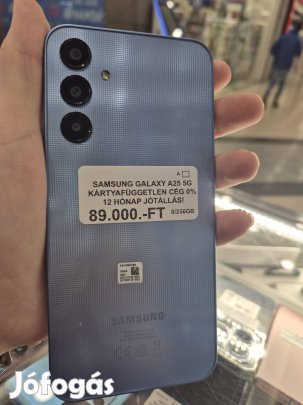 A
SAMSUNG GALAXY A25 5G
KÁRTYAFÜGGETLEN CÉG 0%
12 HÓNAP JÓTÁLLÁS!
89.000.-FT 8/256GB
SAMSUNG
Jófogás